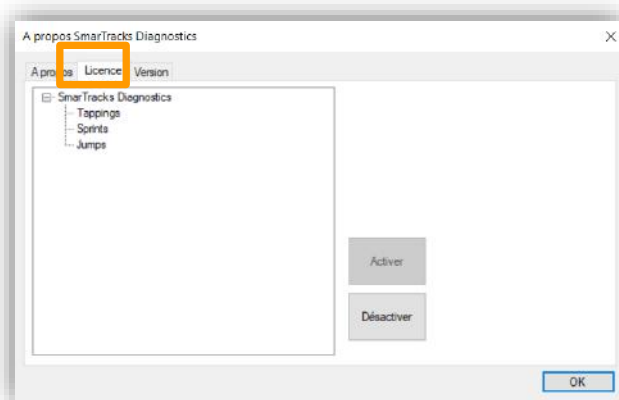 A propos SmarTracks Diagnostics
A propos Licence Version
SmarTracks Diagnostics
Tappings
Sprints
Jumps
Activer
Désactiver
OK